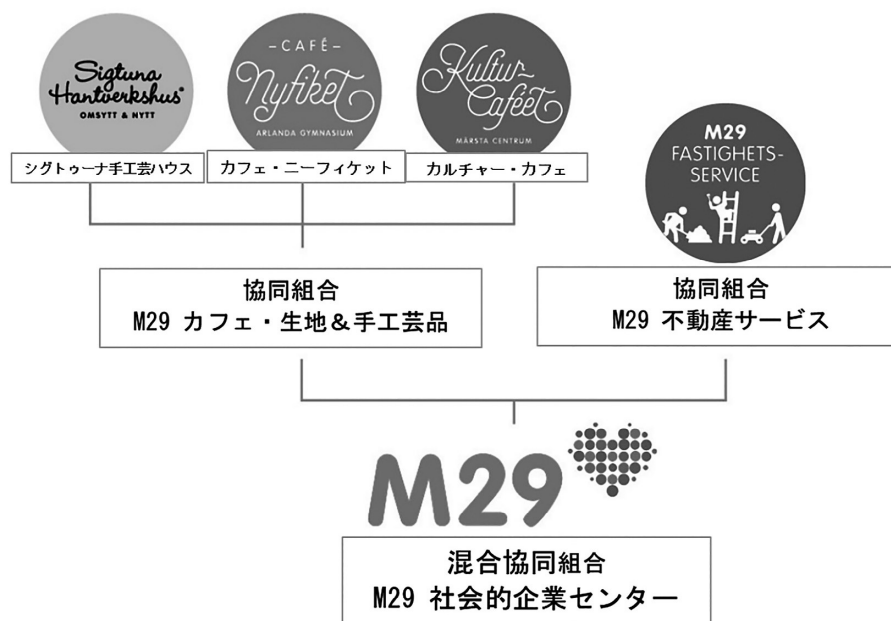 Sigtuna
Hantverkshus®
OMSYTT & NYTT
- CAFÉ -
Nyfiket
ARLANDA GYMNASIUM
Kultur-
Caféet
MÄRSTA CENTRUM
シグトゥーナ手工芸ハウス
カフェ・ニーフィケット
カルチャー・カフェ
M29
FASTIGHETS-
SERVICE
協同組合
M29 カフェ・生地&手工芸品
協同組合
M29 不動産サービス
M29
混合協同組合
M29 社会的企業センター